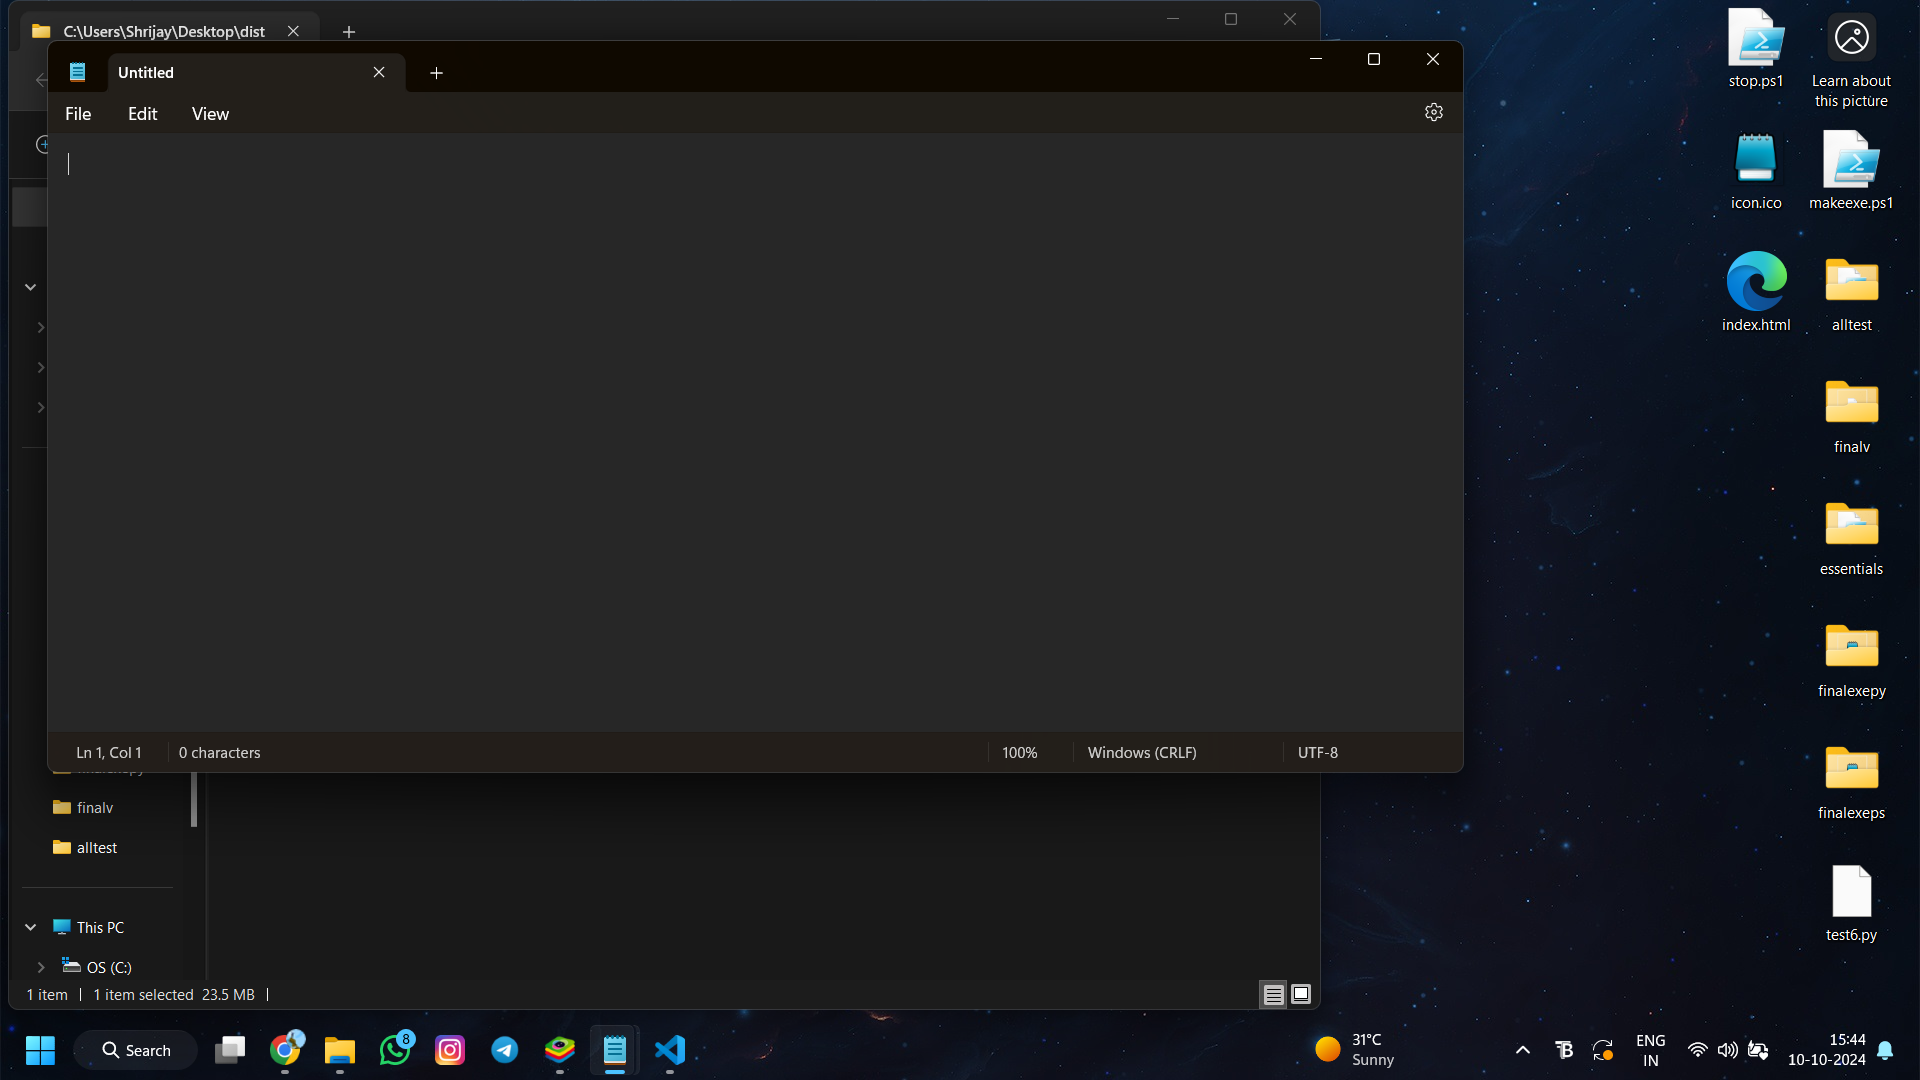 C:\Users\Shrijay\Desktop\dist
Untitled
File Edit View
Ln 1, Col 1 0 characters 100% Windows (CRLF) UTF-8
finalv
alltest
This PC
OS (C:)
1 item 1 item selected 23.5 MB
stop.ps1
Learn about
this picture
icon.ico
makeexe.ps1
index.html
alltest
finalv
essentials
finalexepy
finalexeps
test6.py
Search
8
31°C
Sunny
ENG
IN
15:44
10-10-2024